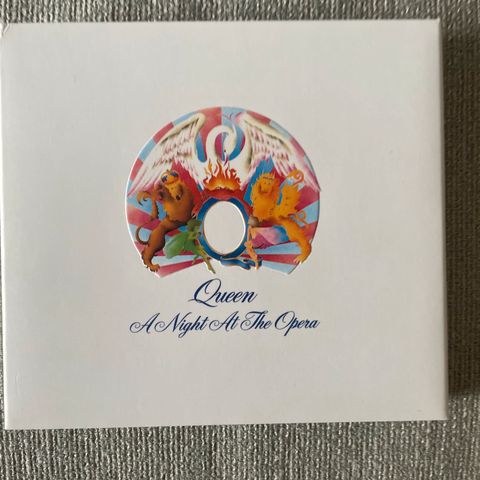 Queen
A Night At The Opera